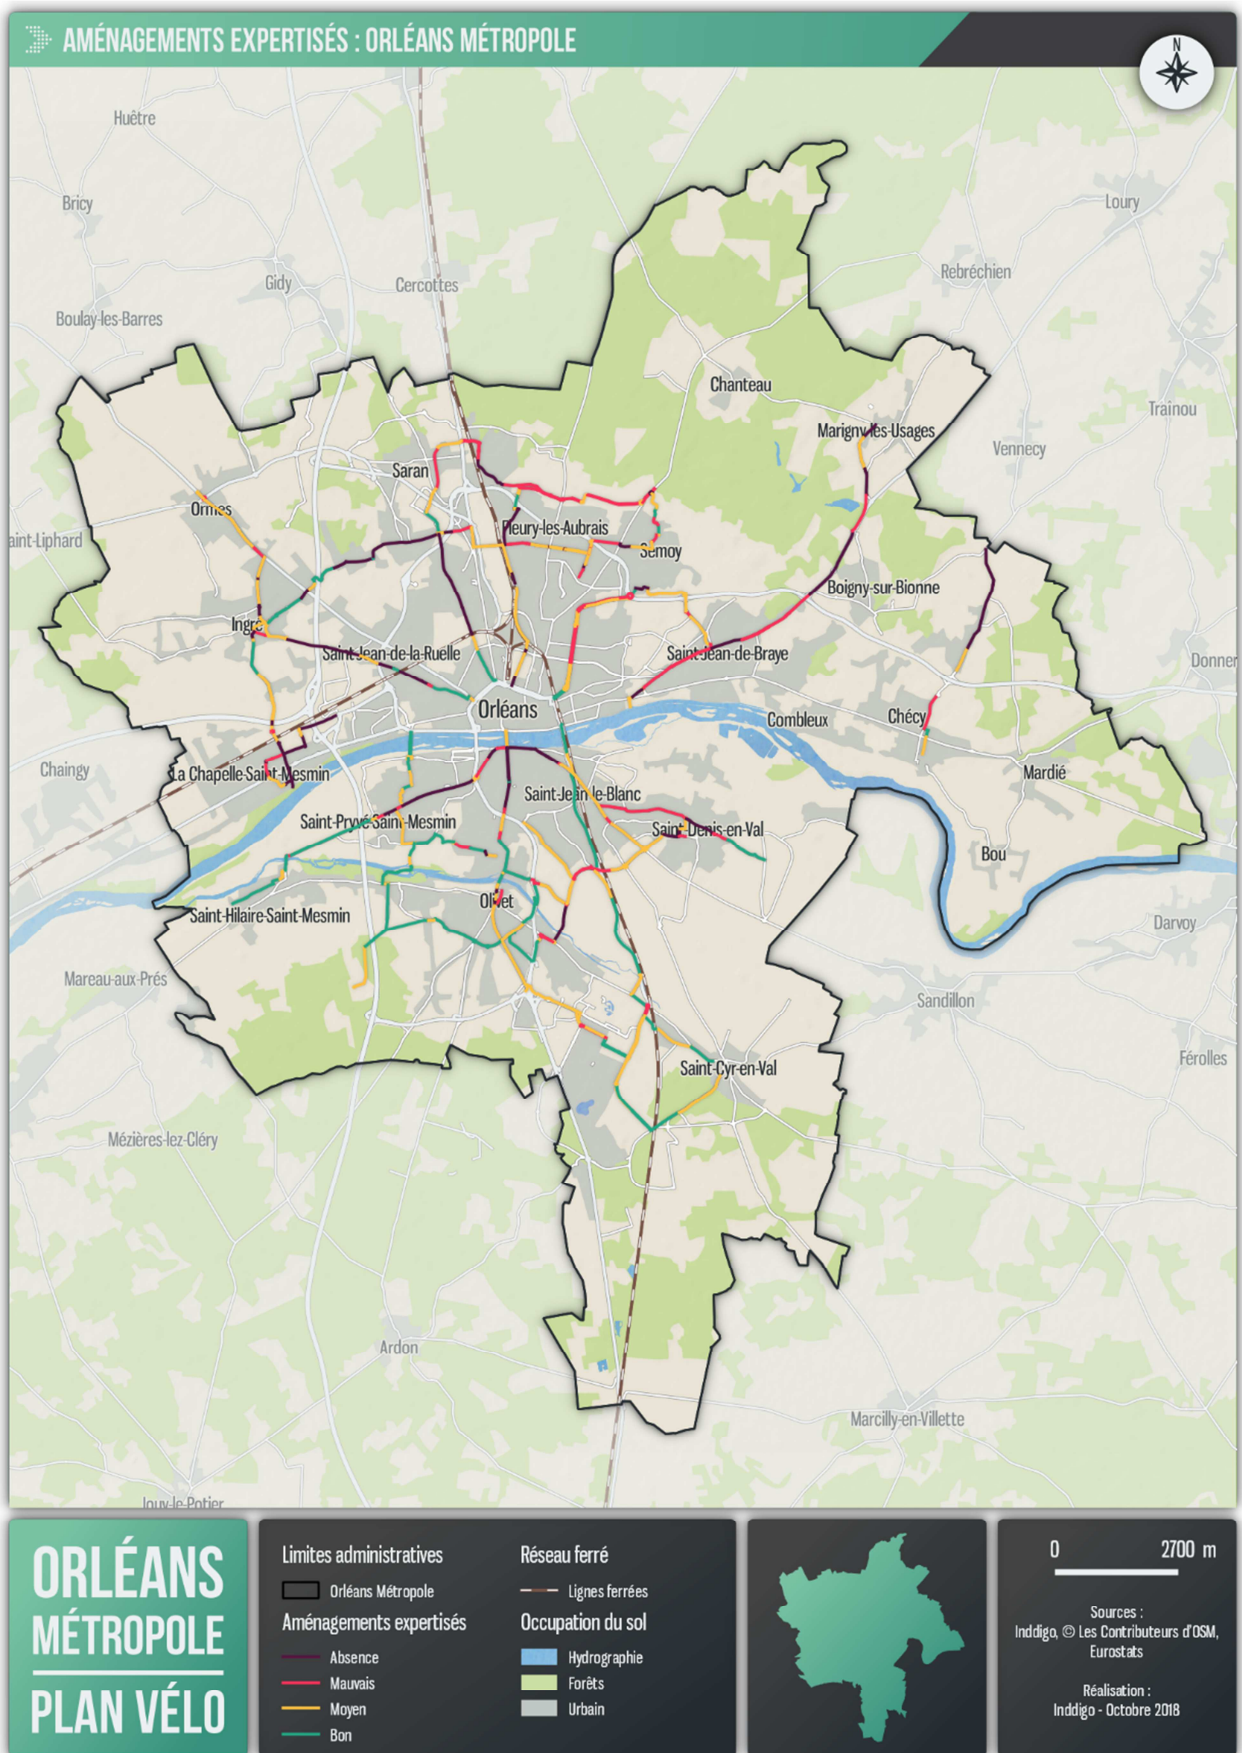 AMÉNAGEMENTS EXPERTISÉS : ORLÉANS MÉTROPOLE
N
Huêtre
Bricy
Loury
Gidy
Cercottes
Rebréchien
Boulay-les-Barres
Chanteau
Trainou
Marigny-les-Usages
Vennecy
Saran
Ormes
Fleury-les-Aubrais
aint-Liphard
Semoy
Boigny-sur-Bionne
Ingré
Saint-Jean-de-la-Ruelle
Saint-Jean-de-Braye
Donner
Orléans
Combleux
Chécy
Chaingy
La Chapelle-Saint-Mesmin
Mardié
Saint-Jean-le-Blanc
Saint-Pryvé-Saint-Mesmin
Saint-Denis-en-Val
Bou
Olivet
Saint-Hilaire-Saint-Mesmin
Darvoy
Mareau-aux-Prés
Sandillon
Saint-Cyr-en-Val
Férolles
Mézières-lez-Cléry
Ardon
Marcilly-en-Villette
Jouy-le-Potier
ORLÉANS
MÉTROPOLE
PLAN VÉLO
Limites administratives
Orléans Métropole
Aménagements expertisés
Absence
Mauvais
Moyen
Bon
Réseau ferré
Lignes ferrées
Occupation du sol
Hydrographie
Forêts
Urbain
0 2700 m
Sources :
Inddigo, © Les Contributeurs d'OSM,
Eurostats
Réalisation :
Inddigo - Octobre 2018